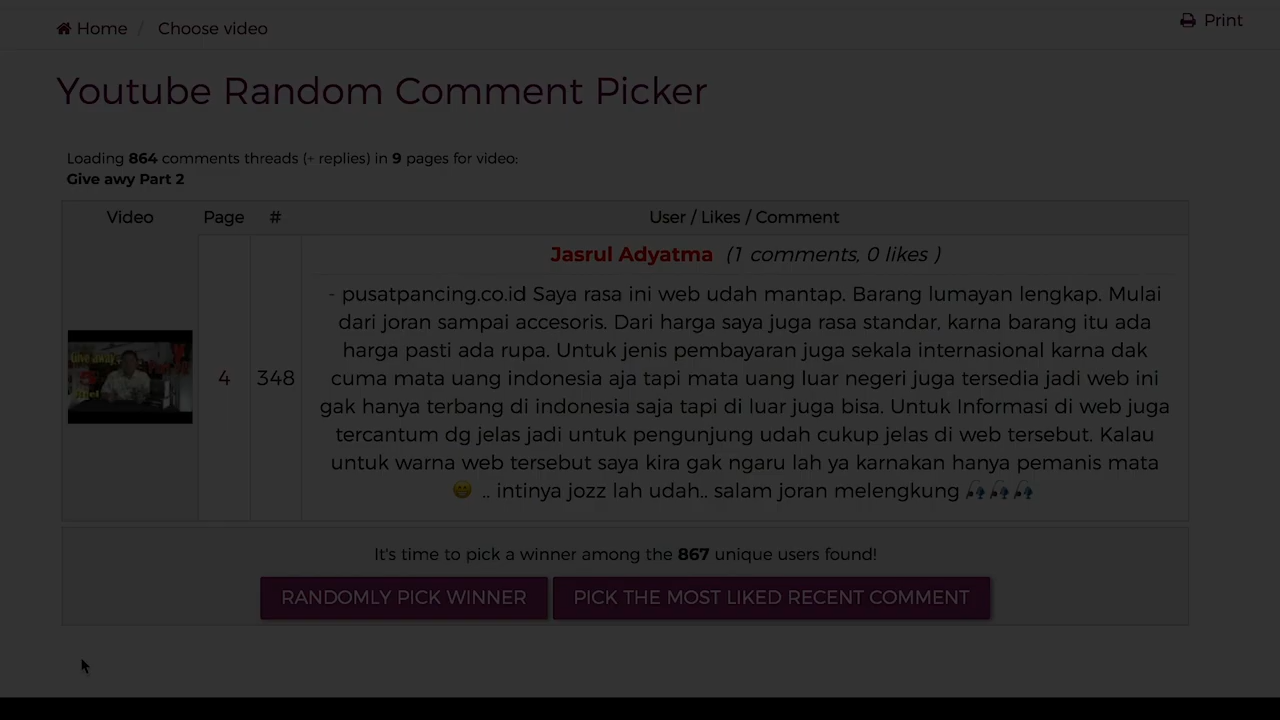 Home / Choose video
Print
Youtube Random Comment Picker
Loading 864 comments threads (+ replies) in 9 pages for video:
Give awy Part 2
Video Page # User / Likes / Comment
Jasrul Adyatma (1 comments, 0 likes )
- pusatpancing.co.id Saya rasa ini web udah mantap. Barang lumayan lengkap. Mulai
dari joran sampai accesoris. Dari harga saya juga rasa standar, karna barang itu ada
harga pasti ada rupa. Untuk jenis pembayaran juga sekala internasional karna dak
4 348
cuma mata uang indonesia aja tapi mata uang luar negeri juga tersedia jadi web ini
gak hanya terbang di indonesia saja tapi di luar juga bisa. Untuk Informasi di web juga
tercantum dg jelas jadi untuk pengunjung udah cukup jelas di web tersebut. Kalau
untuk warna web tersebut saya kira gak ngaru lah ya karnakan hanya pemanis mata
😁 .. intinya jozz lah udah.. salam joran melengkung 🎣🎣🎣
Give away
It's time to pick a winner among the 867 unique users found!
RANDOMLY PICK WINNER
PICK THE MOST LIKED RECENT COMMENT